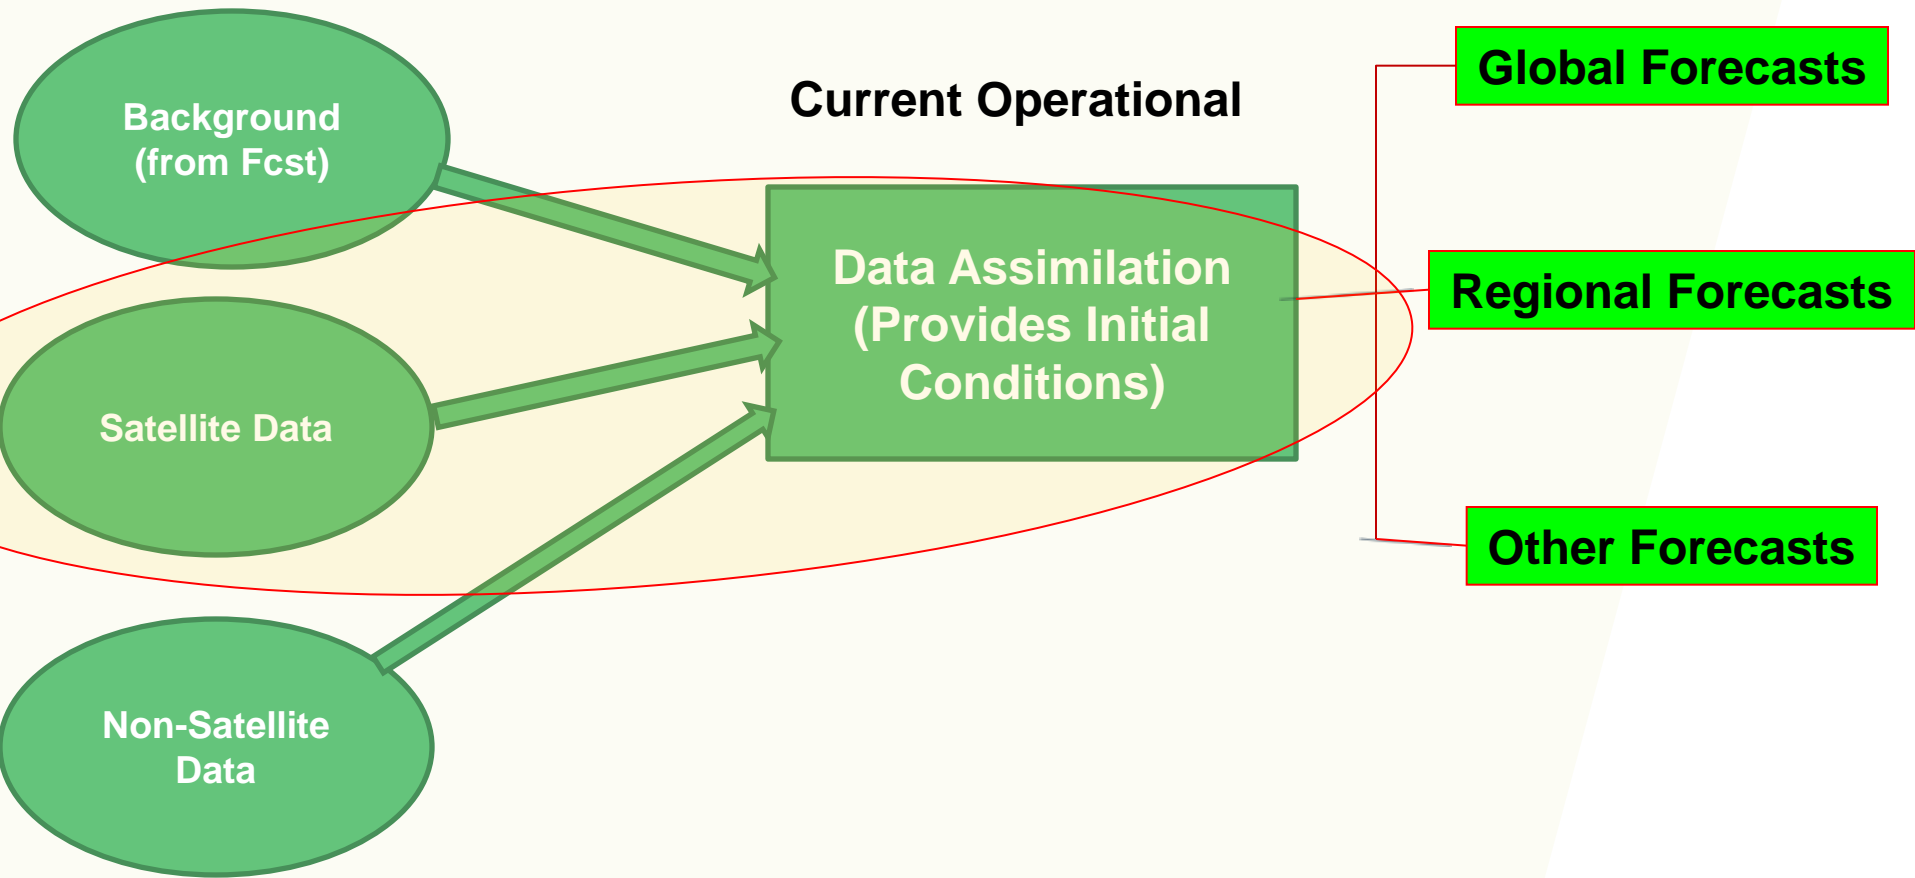 Background
(from Fcst)
Satellite Data
Non-Satellite
Data
Current Operational
Data Assimilation
(Provides Initial
Conditions)
Global Forecasts
Regional Forecasts
Other Forecasts